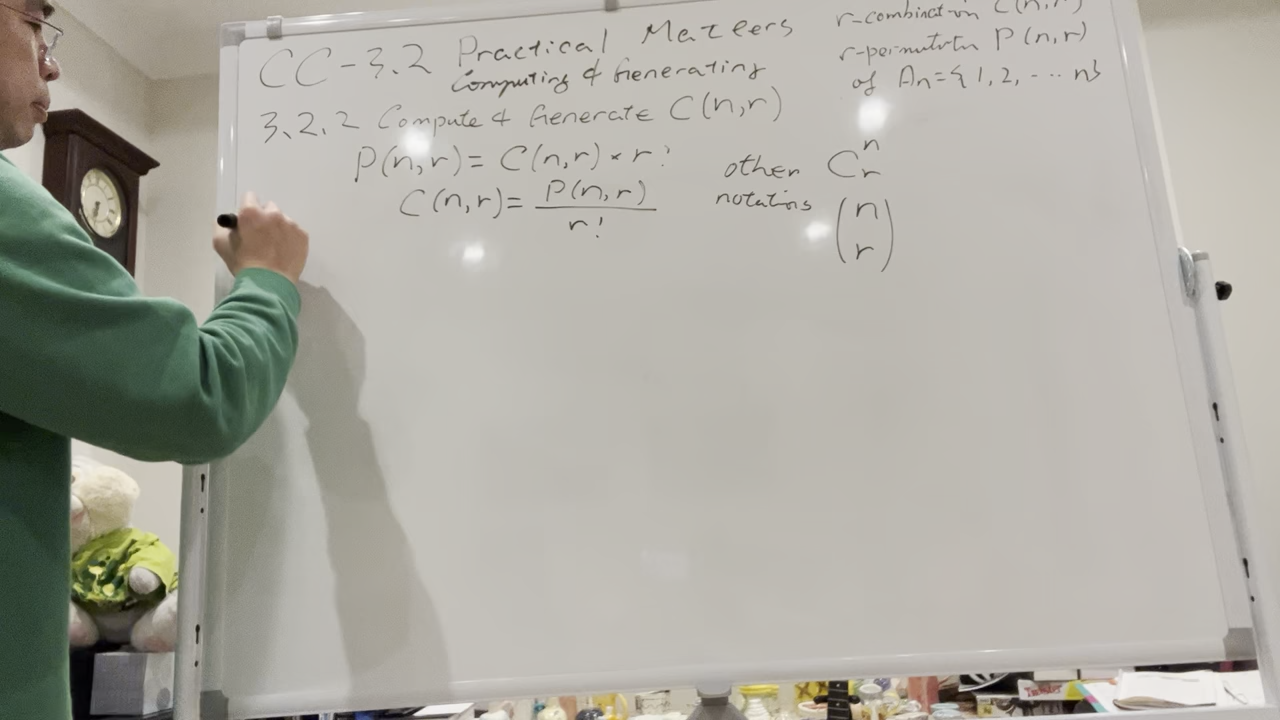 CC-3.2 Practical Matters
Computing & Generating
r-combination C(n,r)
r-permutatn P(n,r)
of An={1,2,...n}
3.2.2 Compute & Generate C(n,r)
P(n,r)= C(n,r) * r!
C(n,r)= P(n,r) / r!
other notations
C n r
(n r)